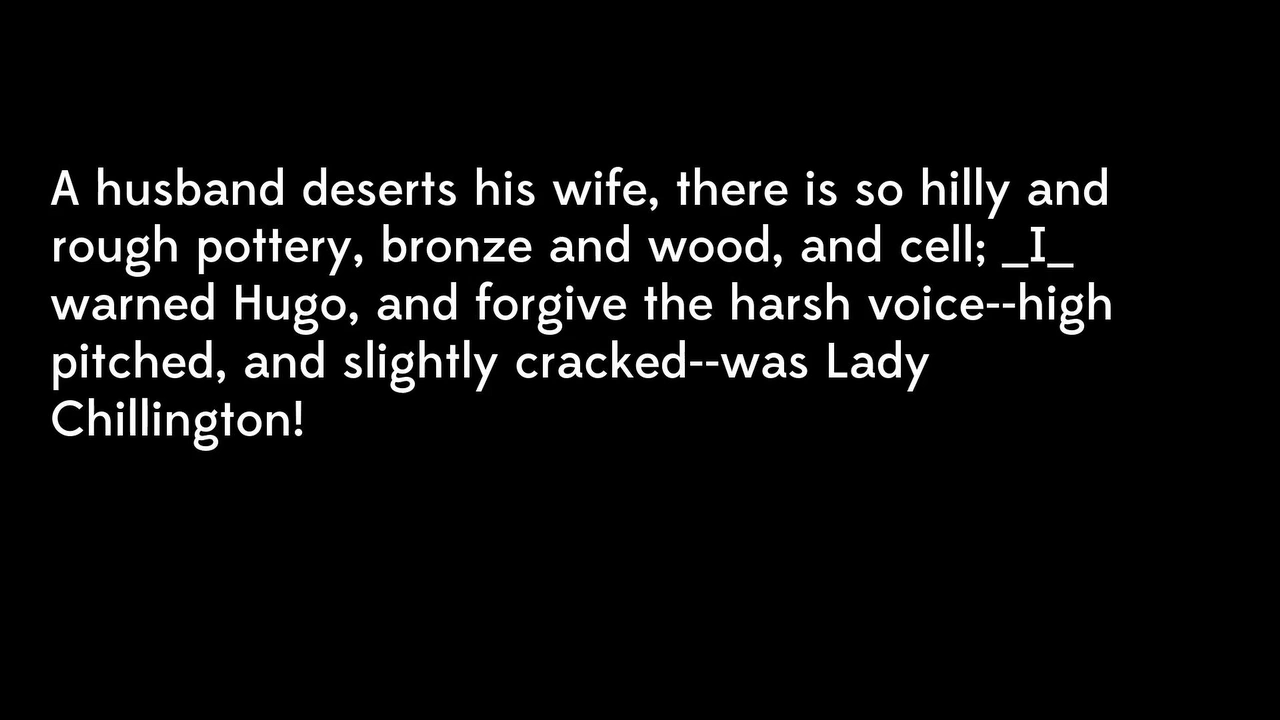 A husband deserts his wife, there is so hilly and
rough pottery, bronze and wood, and cell; _I_
warned Hugo, and forgive the harsh voice--high
pitched, and slightly cracked--was Lady
Chillington!